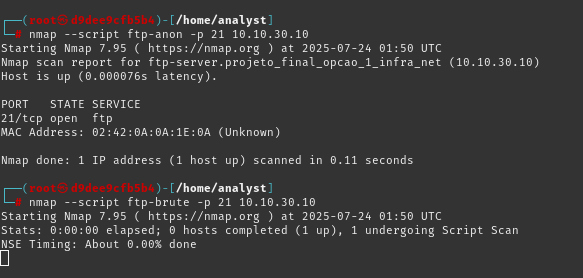 ┌──(root㉿d9dee9cfb5b4)-[/home/analyst]
└─# nmap --script ftp-anon -p 21 10.10.30.10
Starting Nmap 7.95 ( https://nmap.org ) at 2025-07-24 01:50 UTC
Nmap scan report for ftp-server.projeto_final_opcao_1_infra_net (10.10.30.10)
Host is up (0.000076s latency).

PORT   STATE SERVICE
21/tcp open  ftp
MAC Address: 02:42:0A:0A:1E:0A (Unknown)

Nmap done: 1 IP address (1 host up) scanned in 0.11 seconds

┌──(root㉿d9dee9cfb5b4)-[/home/analyst]
└─# nmap --script ftp-brute -p 21 10.10.30.10
Starting Nmap 7.95 ( https://nmap.org ) at 2025-07-24 01:50 UTC
Stats: 0:00:00 elapsed; 0 hosts completed (1 up), 1 undergoing Script Scan
NSE Timing: About 0.00% done